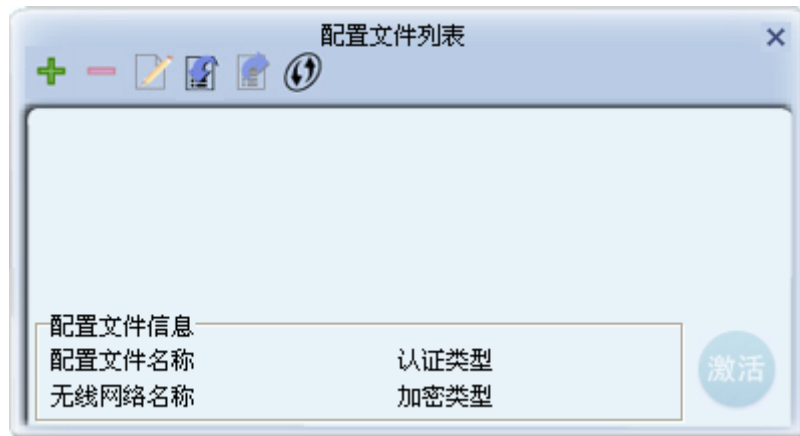 配置文件列表
配置文件信息
配置文件名称 认证类型
无线网络名称 加密类型
激活